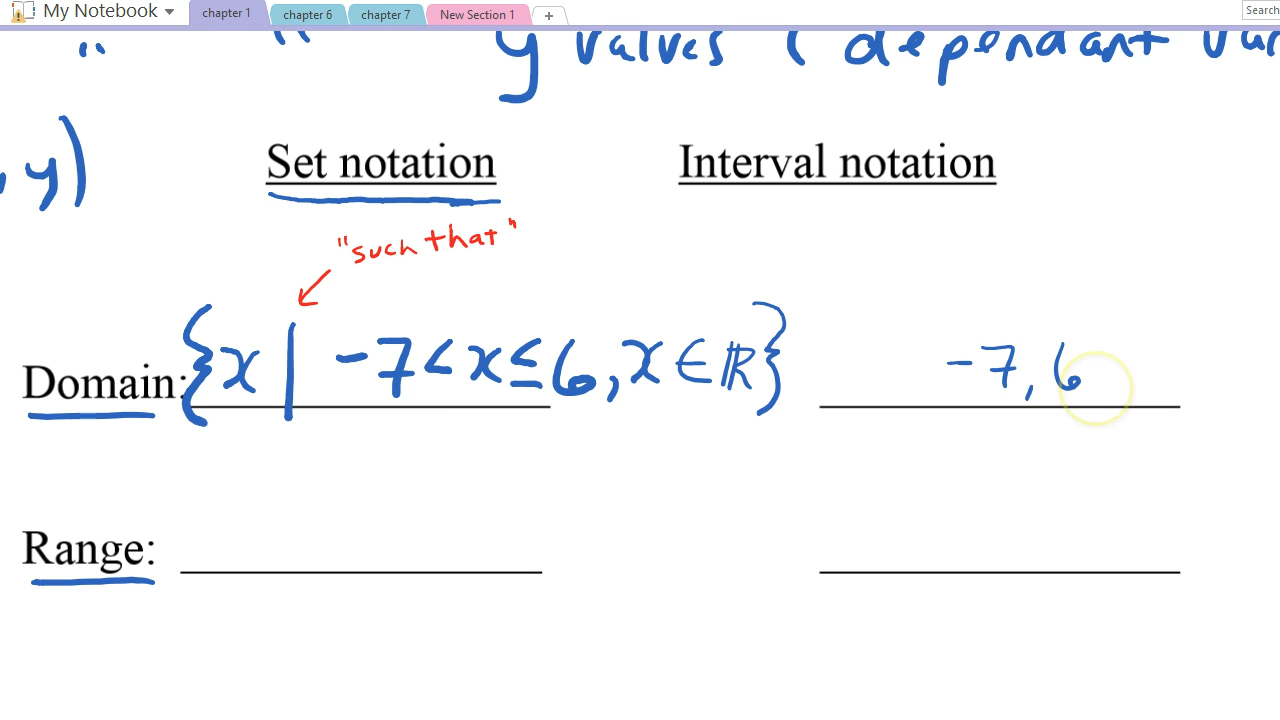 My Notebook chapter 1 chapter 6 chapter 7 New Section 1 + Search
" " y values ( dependant var
, y)
Set notation Interval notation
"such that"
Domain: {x | -7 < x ≤ 6, x ∈ ℝ} -7, 6
Range: